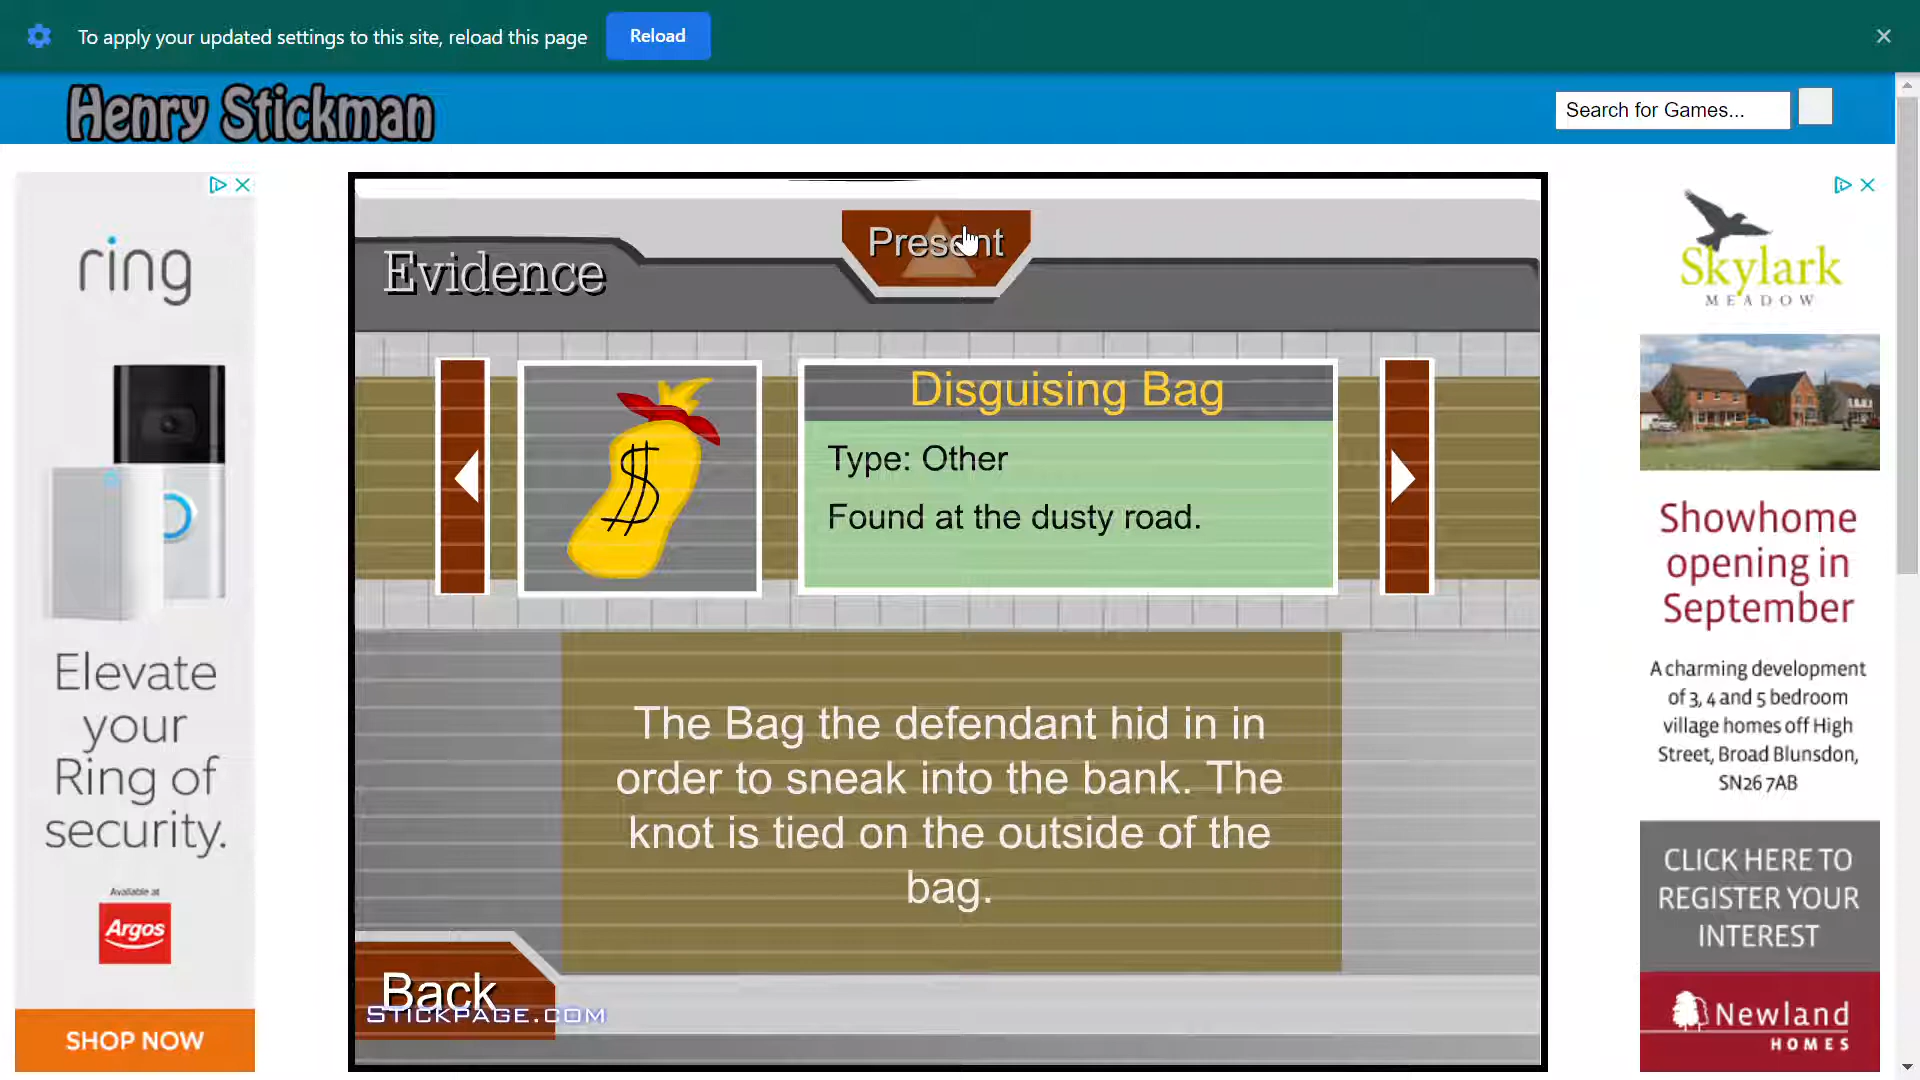 To apply your updated settings to this site, reload this page
Reload
Henry Stickman
Search for Games...
ring
Elevate
your
Ring of
security.
Available at
Argos
SHOP NOW
Present
Evidence
Disguising Bag
Type: Other
Found at the dusty road.
$
The Bag the defendant hid in in
order to sneak into the bank. The
knot is tied on the outside of the
bag.
Back
STICKPAGE.COM
Skylark
MEADOW
Showhome
opening in
September
A charming development
of 3, 4 and 5 bedroom
village homes off High
Street, Broad Blunsdon,
SN26 7AB
CLICK HERE TO
REGISTER YOUR
INTEREST
Newland
HOMES